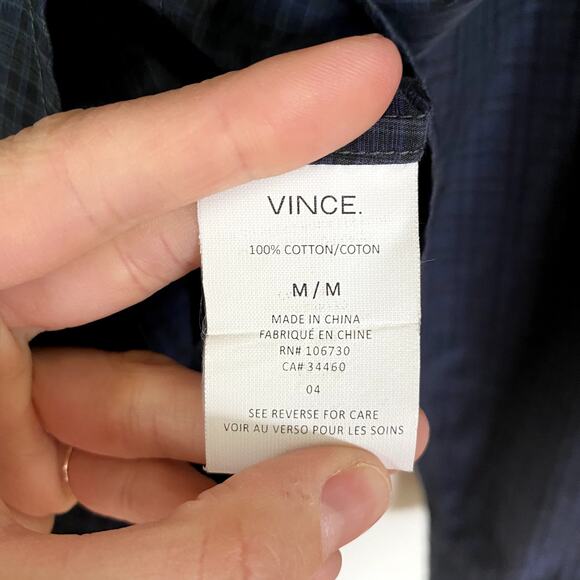 VINCE.
100% COTTON/COTON
M / M
MADE IN CHINA
FABRIQUÉ EN CHINE
RN# 106730
CA# 34460
04
SEE REVERSE FOR CARE
VOIR AU VERSO POUR LES SOINS